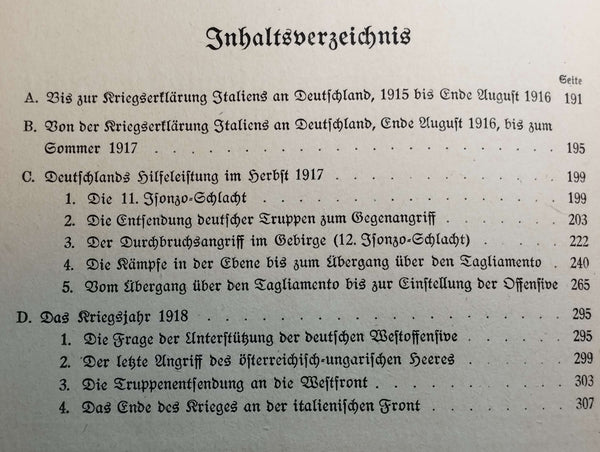 Inhaltsverzeichnis
Seite
A. Bis zur Kriegserklärung Italiens an Deutschland, 1915 bis Ende August 1916 191
B. Von der Kriegserklärung Italiens an Deutschland, Ende August 1916, bis zum
Sommer 1917 . . . . . . . . . . . . . . . 195
C. Deutschlands Hilfeleistung im Herbst 1917 . . . . . . . . 199
1. Die 11. Isonzo-Schlacht . . . . . . . . . . . . 199
2. Die Entsendung deutscher Truppen zum Gegenangriff . . . . . 203
3. Der Durchbruchsangriff im Gebirge (12. Isonzo-Schlacht) . . . . 222
4. Die Kämpfe in der Ebene bis zum Übergang über den Tagliamento . 240
5. Vom Übergang über den Tagliamento bis zur Einstellung der Offensive 265
D. Das Kriegsjahr 1918 . . . . . . . . . . . . . 295
1. Die Frage der Unterstützung der deutschen Westoffensive . . . . 295
2. Der letzte Angriff des österreichisch-ungarischen Heeres . . . . 299
3. Die Truppenentsendung an die Westfront . . . . . . . 303
4. Das Ende des Krieges an der italienischen Front . . . . . . 307